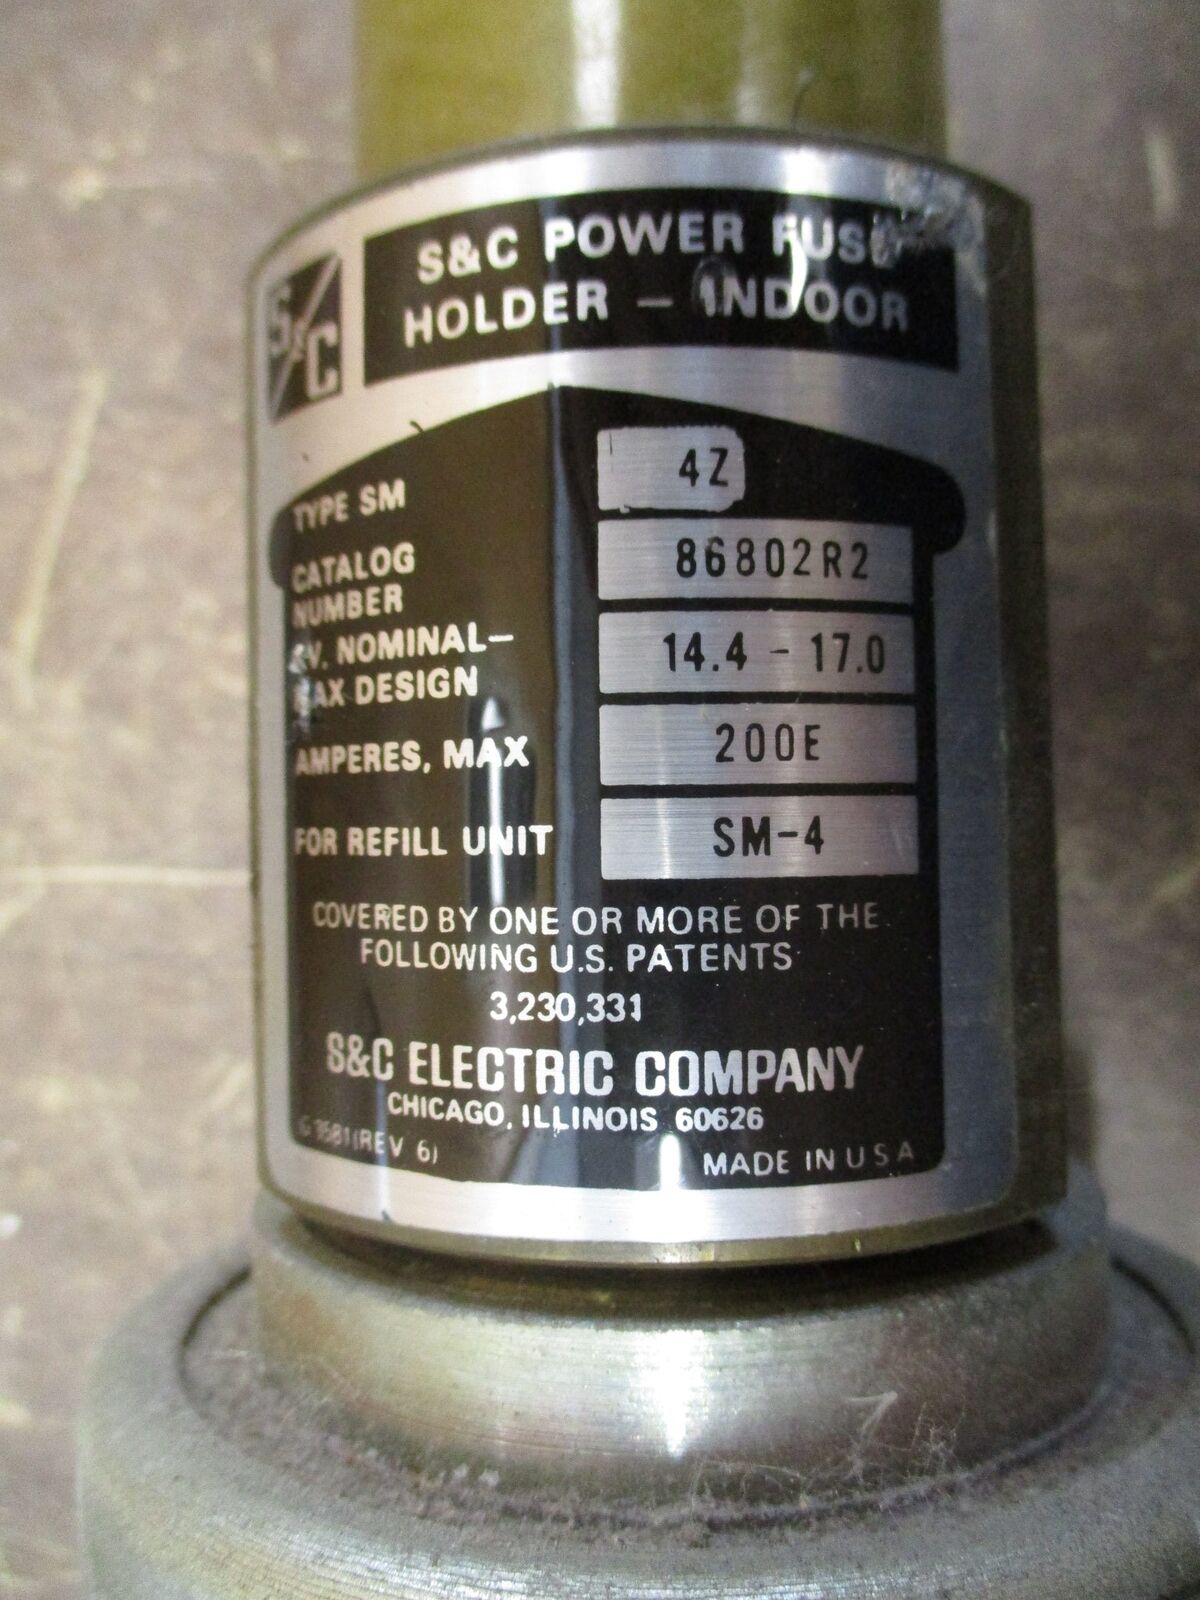 S&C
S&C POWER FUSE
HOLDER – INDOOR
TYPE SM 4Z
CATALOG
NUMBER 86802R2
KV. NOMINAL–
MAX DESIGN 14.4 - 17.0
AMPERES, MAX 200E
FOR REFILL UNIT SM-4
COVERED BY ONE OR MORE OF THE
FOLLOWING U.S. PATENTS
3,230,331
S&C ELECTRIC COMPANY
CHICAGO, ILLINOIS 60626
(REV 6) MADE IN U S A